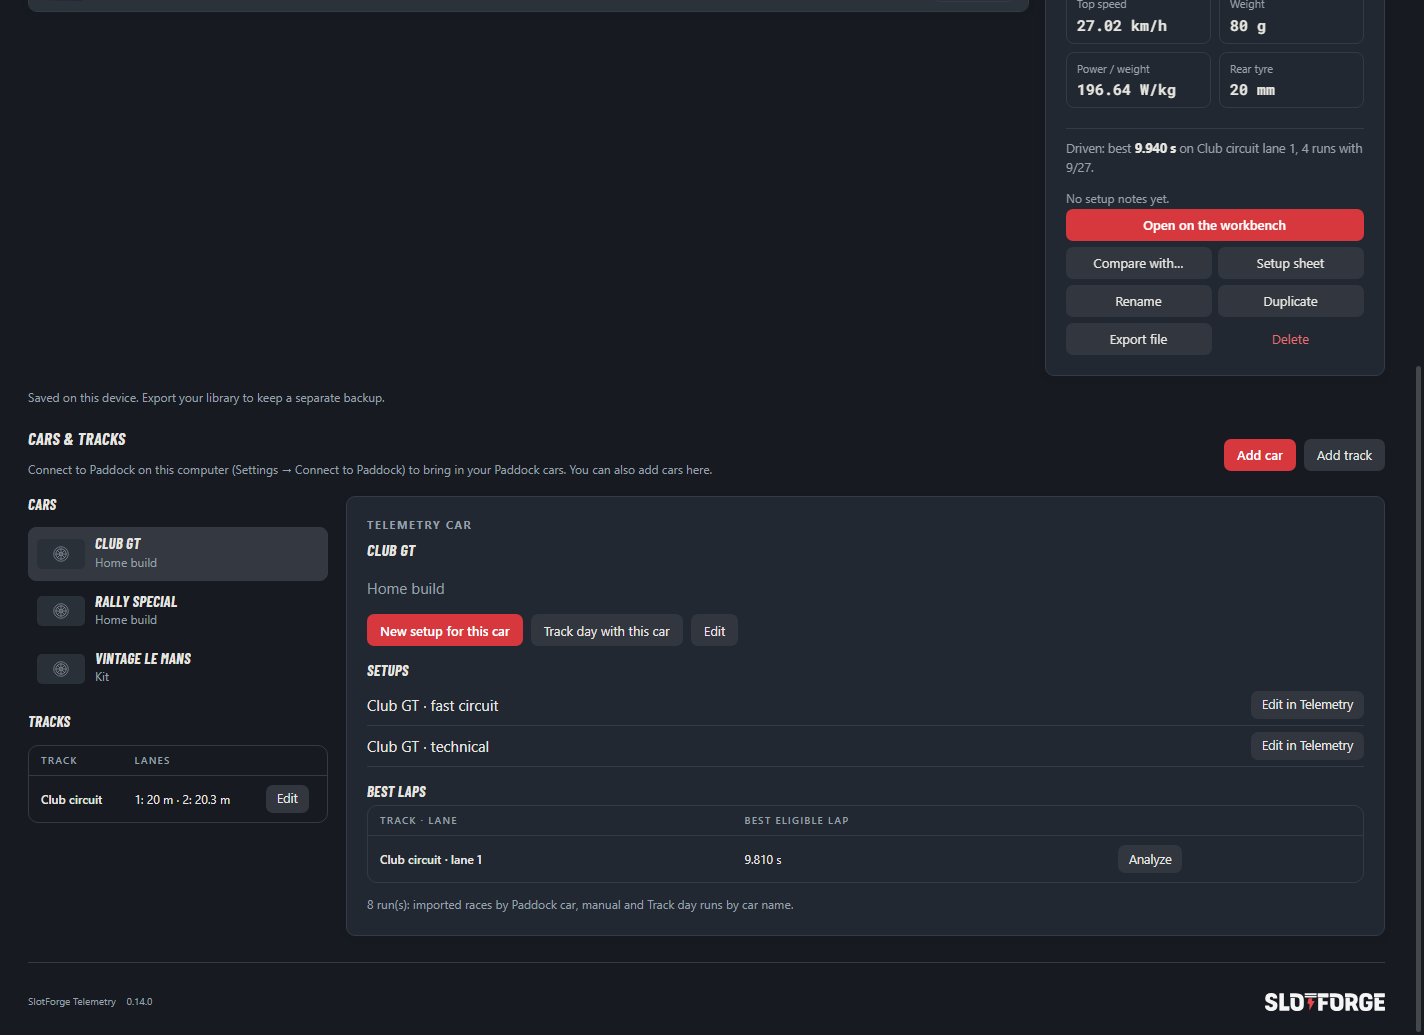 Top speed
27.02 km/h
Weight
80 g
Power / weight
196.64 W/kg
Rear tyre
20 mm
Driven: best 9.940 s on Club circuit lane 1, 4 runs with
9/27.
No setup notes yet.
Open on the workbench
Compare with...
Setup sheet
Rename
Duplicate
Export file
Delete
Saved on this device. Export your library to keep a separate backup.
CARS & TRACKS
Connect to Paddock on this computer (Settings → Connect to Paddock) to bring in your Paddock cars. You can also add cars here.
Add car
Add track
CARS
CLUB GT
Home build
RALLY SPECIAL
Home build
VINTAGE LE MANS
Kit
TRACKS
TRACK LANES
Club circuit 1: 20 m · 2: 20.3 m Edit
TELEMETRY CAR
CLUB GT
Home build
New setup for this car
Track day with this car
Edit
SETUPS
Club GT · fast circuit Edit in Telemetry
Club GT · technical Edit in Telemetry
BEST LAPS
TRACK · LANE BEST ELIGIBLE LAP
Club circuit · lane 1 9.810 s Analyze
8 run(s): imported races by Paddock car, manual and Track day runs by car name.
SlotForge Telemetry 0.14.0
SLOTFORGE